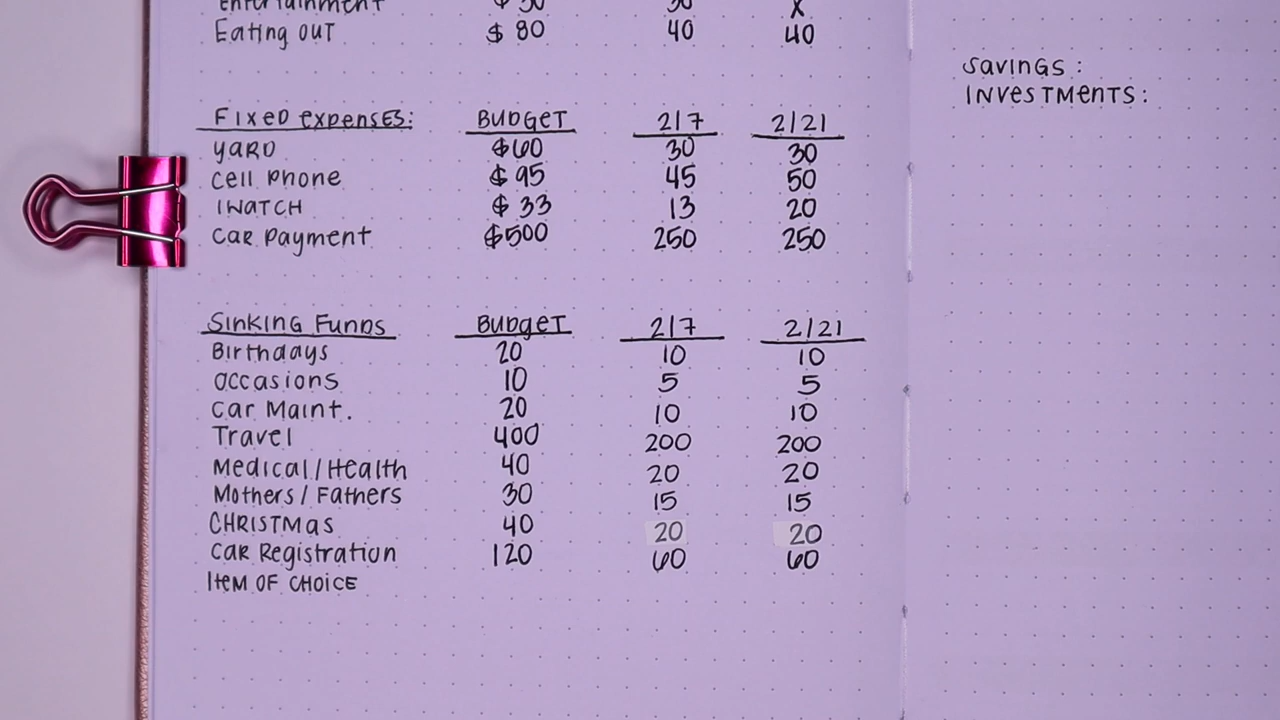 Entertainment $ 50 50 X
Eating out $ 80 40 40
Savings:
Investments:
Fixed expenses: Budget 2/7 2/21
Yard $60 30 30
Cell Phone $ 95 45 50
iWatch $ 33 13 20
Car Payment $500 250 250
Sinking Funds Budget 2/7 2/21
Birthdays 20 10 10
Occasions 10 5 5
Car Maint. 20 10 10
Travel 400 200 200
Medical/Health 40 20 20
Mothers/Fathers 30 15 15
Christmas 40 20 20
Car Registration 120 60 60
Item of choice